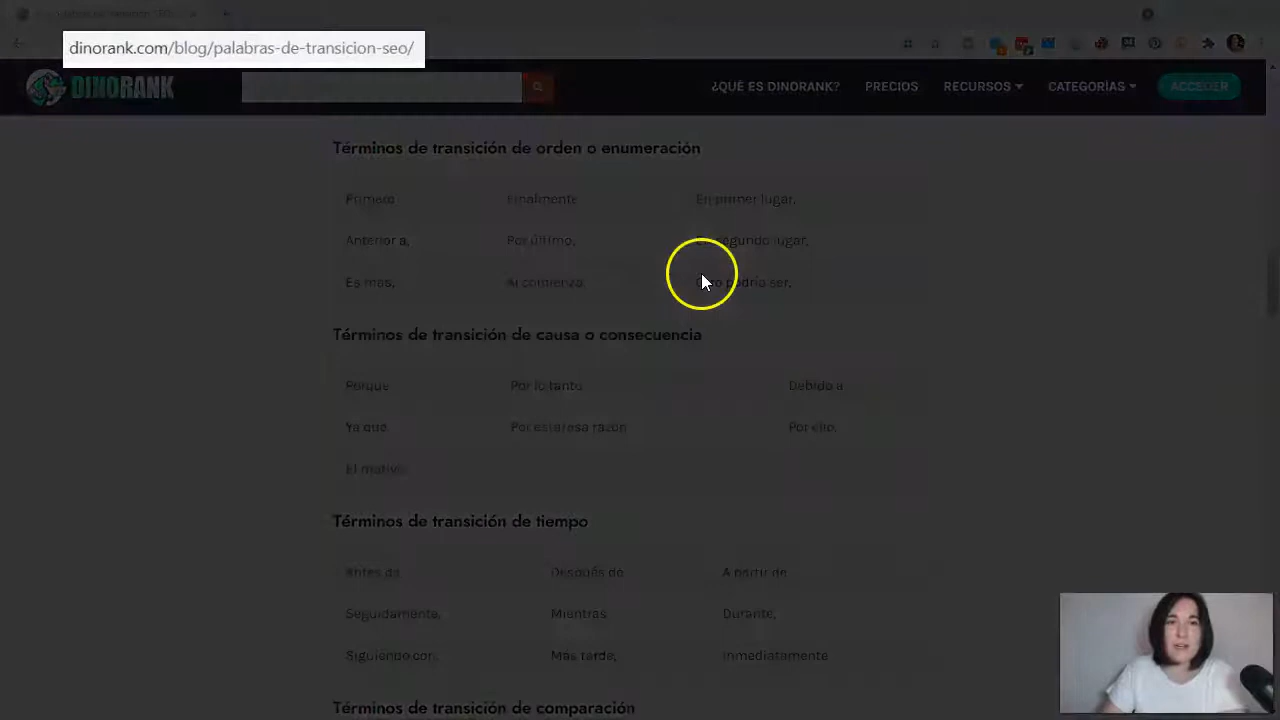 dinorank.com/blog/palabras-de-transicion-seo/
DINORANK
¿QUÉ ES DINORANK? PRECIOS RECURSOS CATEGORÍAS ACCEDER
Términos de transición de orden o enumeración
Primero Finalmente En primer lugar,
Anterior a, Por último, En segundo lugar,
Es más, Al comienzo, Otro podría ser,
Términos de transición de causa o consecuencia
Porque Por lo tanto Debido a
Ya que Por esta/esa razón Por ello,
El motivo
Términos de transición de tiempo
Antes de Después de A partir de
Seguidamente, Mientras Durante,
Siguiendo con, Más tarde, Inmediatamente
Términos de transición de comparación